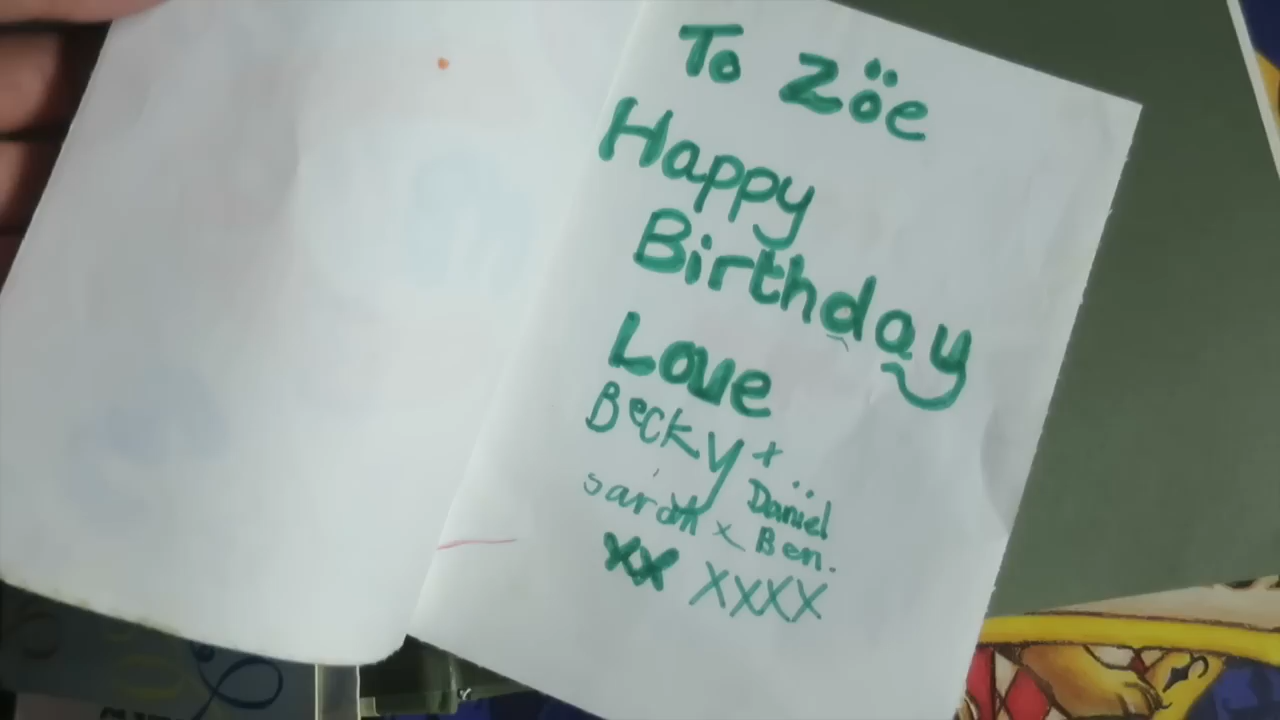 To Zöe
Happy
Birthday
Love
Becky +
Daniel
sarah x Ben.
xx xxxx